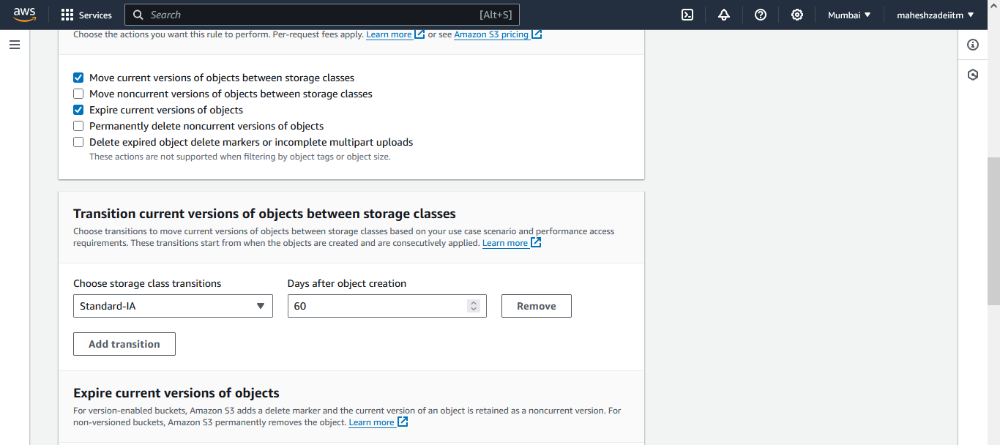 aws
Services
Search [Alt+S]
Mumbai
maheshzadeiitm
Choose the actions you want this rule to perform. Per-request fees apply. Learn more or see Amazon S3 pricing
Move current versions of objects between storage classes
Move noncurrent versions of objects between storage classes
Expire current versions of objects
Permanently delete noncurrent versions of objects
Delete expired object delete markers or incomplete multipart uploads
These actions are not supported when filtering by object tags or object size.
Transition current versions of objects between storage classes
Choose transitions to move current versions of objects between storage classes based on your use case scenario and performance access
requirements. These transitions start from when the objects are created and are consecutively applied. Learn more
Choose storage class transitions
Days after object creation
Standard-IA
60
Remove
Add transition
Expire current versions of objects
For version-enabled buckets, Amazon S3 adds a delete marker and the current version of an object is retained as a noncurrent version. For
non-versioned buckets, Amazon S3 permanently removes the object. Learn more